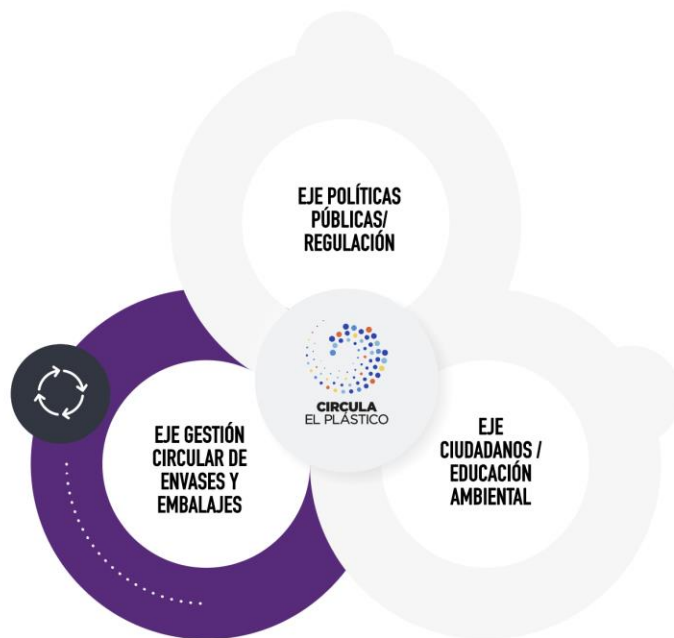 EJE POLÍTICAS
PÚBLICAS/
REGULACIÓN
CIRCULA
EL PLÁSTICO
EJE GESTIÓN
CIRCULAR DE
ENVASES Y
EMBALAJES
EJE
CIUDADANOS /
EDUCACIÓN
AMBIENTAL